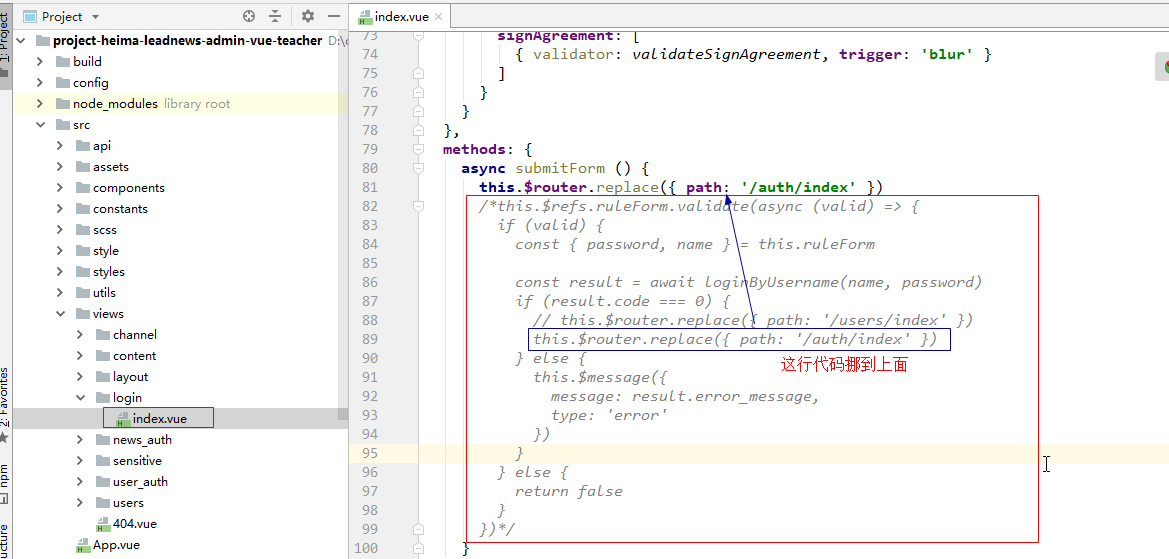 Project
index.vue
1: Project
project-heima-leadnews-admin-vue-teacher D:\
build
config
node_modules library root
src
api
assets
components
constants
scss
style
styles
utils
views
channel
content
layout
login
index.vue
news_auth
sensitive
user_auth
users
404.vue
App.vue
2: Favorites
npm
ucture
73 signAgreement: [
74 { validator: validateSignAgreement, trigger: 'blur' }
75 ]
76 }
77 }
78 },
79 methods: {
80 async submitForm () {
81 this.$router.replace({ path: '/auth/index' })
82 /*this.$refs.ruleForm.validate(async (valid) => {
83 if (valid) {
84 const { password, name } = this.ruleForm
85
86 const result = await loginByUsername(name, password)
87 if (result.code === 0) {
88 // this.$router.replace({ path: '/users/index' })
89 this.$router.replace({ path: '/auth/index' })
90 } else {
这行代码挪到上面
91 this.$message({
92 message: result.error_message,
93 type: 'error'
94 })
95 }
96 } else {
97 return false
98 }
99 })*/
100 }